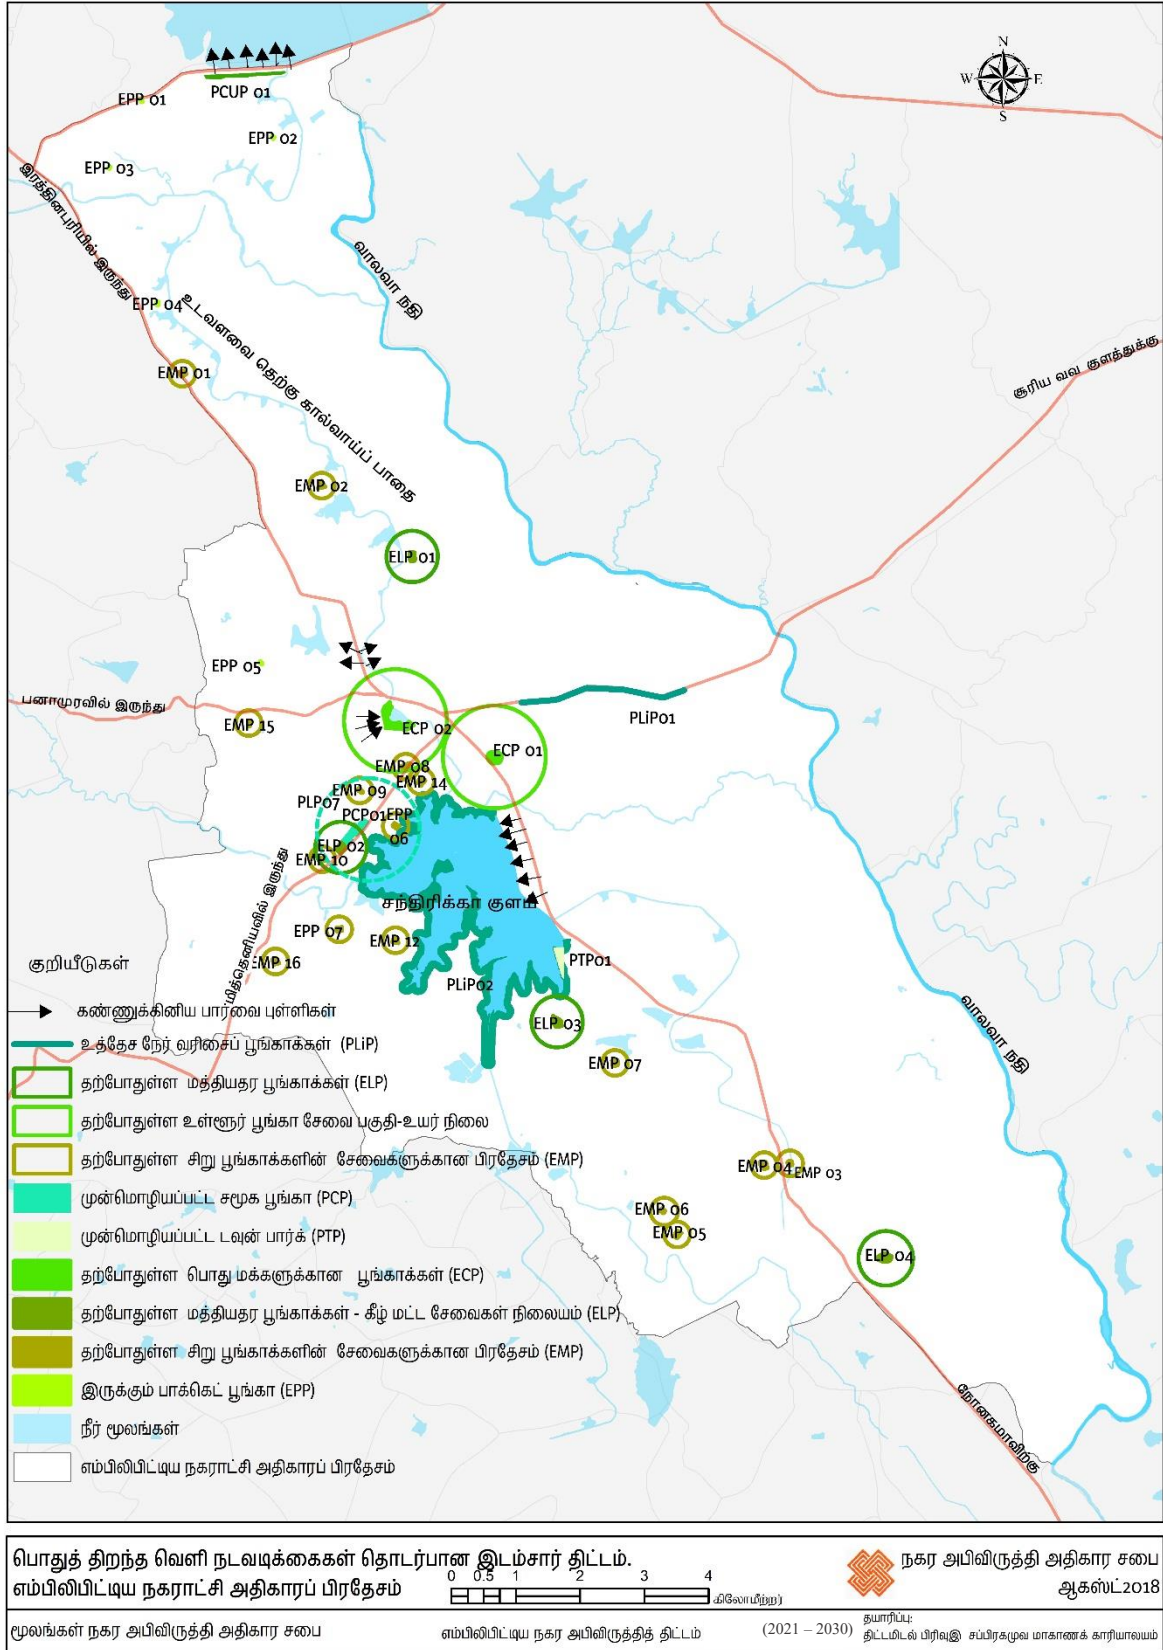 N
W E
S
PCUP 01
EPP 01
EPP 02
EPP 03
இரத்தினபுரியில் இருந்து
வாலவா நதி
EPP 04
உடவளவை தெற்கு கால்வாய்ப் பாதை
சூரிய வவ குளத்துக்கு
EMP 01
EMP 02
ELP 01
EPP 05
பனாமுரவில் இருந்து
PLiP01
EMP 15
ECP 02
ECP 01
EMP 08
EMP 14
EMP 09
PLP07
PCP01
EPP
06
ELP 02
EMP 10
மித்தெனியவில் இருந்து
சந்திரிக்கா குளம்
EPP 07
EMP 12
EMP 16
PTP01
PLiP02
ELP 03
EMP 07
வாலவா நதி
EMP 04
EMP 03
EMP 06
EMP 05
ELP 04
நோனகமாவிற்கு
குறியீடுகள்
கண்ணுக்கினிய பார்வை புள்ளிகள்
உத்தேச நேர் வரிசைப் பூங்காக்கள் (PLiP)
தற்போதுள்ள மத்தியதர பூங்காக்கள் (ELP)
தற்போதுள்ள உள்ளூர் பூங்கா சேவை பகுதி-உயர் நிலை
தற்போதுள்ள சிறு பூங்காக்களின் சேவைகளுக்கான பிரதேசம் (EMP)
முன்மொழியப்பட்ட சமூக பூங்கா (PCP)
முன்மொழியப்பட்ட டவுன் பார்க் (PTP)
தற்போதுள்ள பொது மக்களுக்கான பூங்காக்கள் (ECP)
தற்போதுள்ள மத்தியதர பூங்காக்கள் - கீழ் மட்ட சேவைகள் நிலையம் (ELP)
தற்போதுள்ள சிறு பூங்காக்களின் சேவைகளுக்கான பிரதேசம் (EMP)
இருக்கும் பாக்கெட் பூங்கா (EPP)
நீர் மூலங்கள்
எம்பிலிபிட்டிய நகராட்சி அதிகாரப் பிரதேசம்
பொதுத் திறந்த வெளி நடவடிக்கைகள் தொடர்பான இடம்சார் திட்டம்.
எம்பிலிபிட்டிய நகராட்சி அதிகாரப் பிரதேசம்
0 0.5 1 2 3 4
கிலோமீற்றர்
நகர அபிவிருத்தி அதிகார சபை
ஆகஸ்ட்2018
மூலங்கள் நகர அபிவிருத்தி அதிகார சபை
எம்பிலிபிட்டிய நகர அபிவிருத்தித் திட்டம் (2021 – 2030)
தயாரிப்பு:
திட்டமிடல் பிரிவுஇ சப்பிரகமுவ மாகாணக் காரியாலயம்